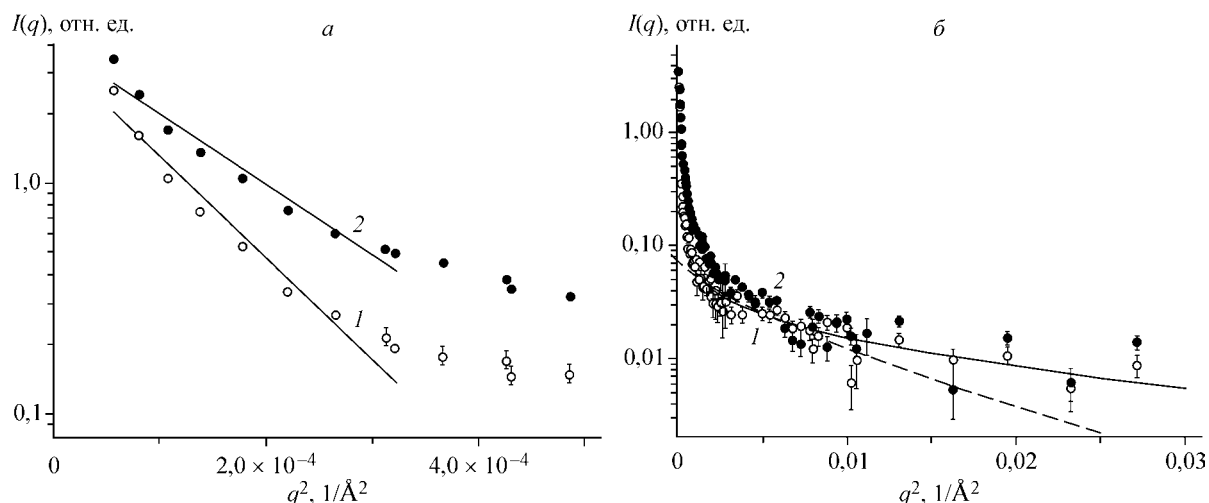 I(q), отн. ед.
а
1,0
0,1
2
1
0
2,0 × 10⁻⁴
4,0 × 10⁻⁴
q², 1/Å²
I(q), отн. ед.
б
1,00
0,10
0,01
2
1
0
0,01
0,02
0,03
q², 1/Å²